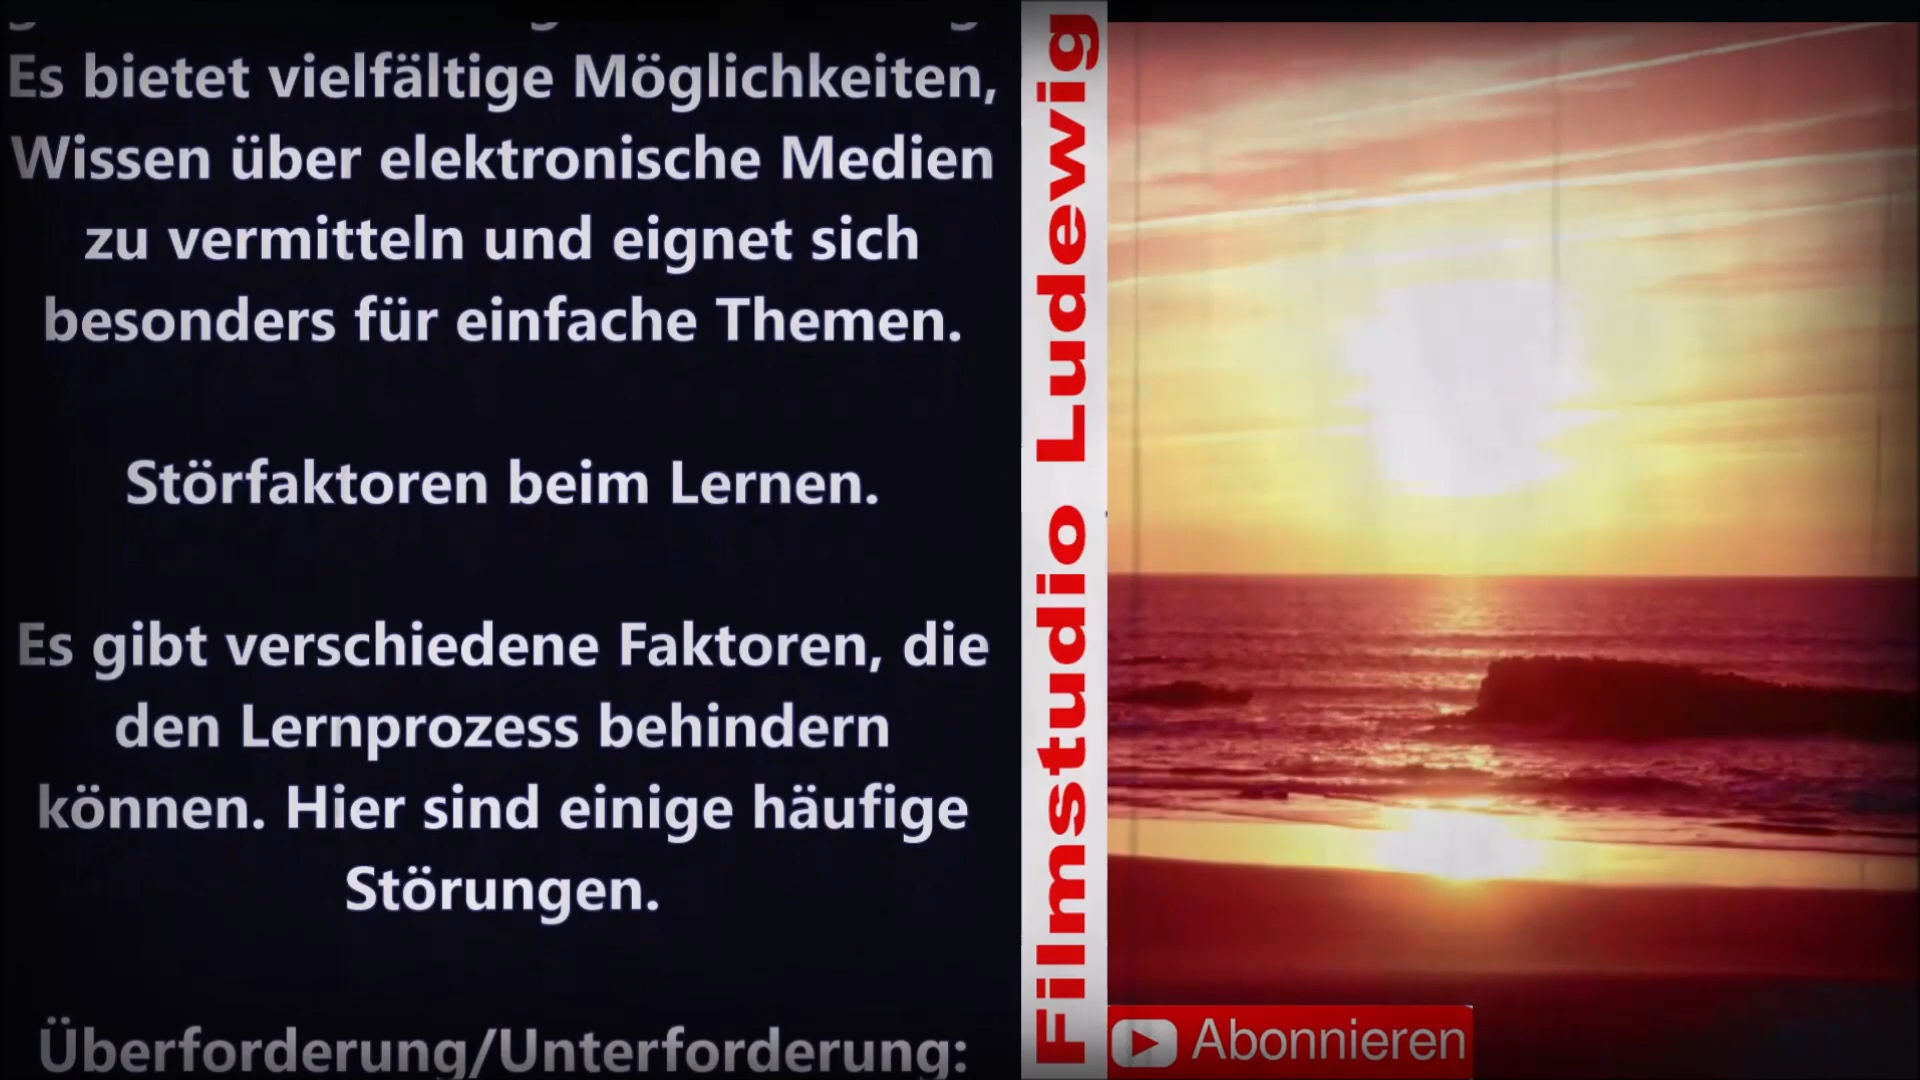 Es bietet vielfältige Möglichkeiten,
Wissen über elektronische Medien
zu vermitteln und eignet sich
besonders für einfache Themen.
Störfaktoren beim Lernen.
Es gibt verschiedene Faktoren, die
den Lernprozess behindern
können. Hier sind einige häufige
Störungen.
Überforderung/Unterforderung:
Filmstudio Ludewig
Abonnieren